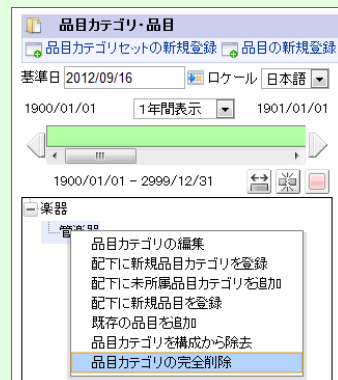 品目カテゴリ・品目
品目カテゴリセットの新規登録 品目の新規登録
基準日 2012/09/16 ロケール 日本語
1900/01/01 1年間表示 1901/01/01
1900/01/01 - 2999/12/31
楽器
管楽器
品目カテゴリの編集
配下に新規品目カテゴリを登録
配下に未所属品目カテゴリを追加
配下に新規品目を登録
既存の品目を追加
品目カテゴリを構成から除去
品目カテゴリの完全削除